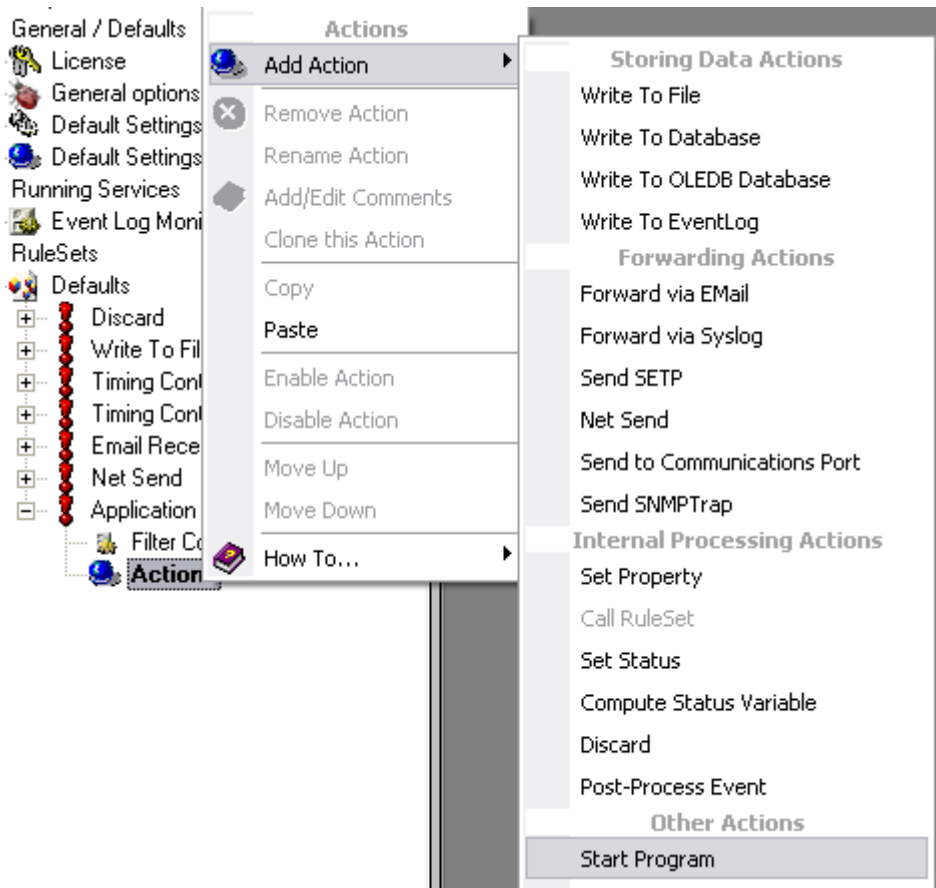 General / Defaults
License
General options
Default Settings
Default Settings
Running Services
Event Log Moni
RuleSets
Defaults
Discard
Write To Fil
Timing Cont
Timing Cont
Email Rece
Net Send
Application
Filter Co
Action
Actions
Add Action
Remove Action
Rename Action
Add/Edit Comments
Clone this Action
Copy
Paste
Enable Action
Disable Action
Move Up
Move Down
How To...
Storing Data Actions
Write To File
Write To Database
Write To OLEDB Database
Write To EventLog
Forwarding Actions
Forward via EMail
Forward via Syslog
Send SETP
Net Send
Send to Communications Port
Send SNMPTrap
Internal Processing Actions
Set Property
Call RuleSet
Set Status
Compute Status Variable
Discard
Post-Process Event
Other Actions
Start Program